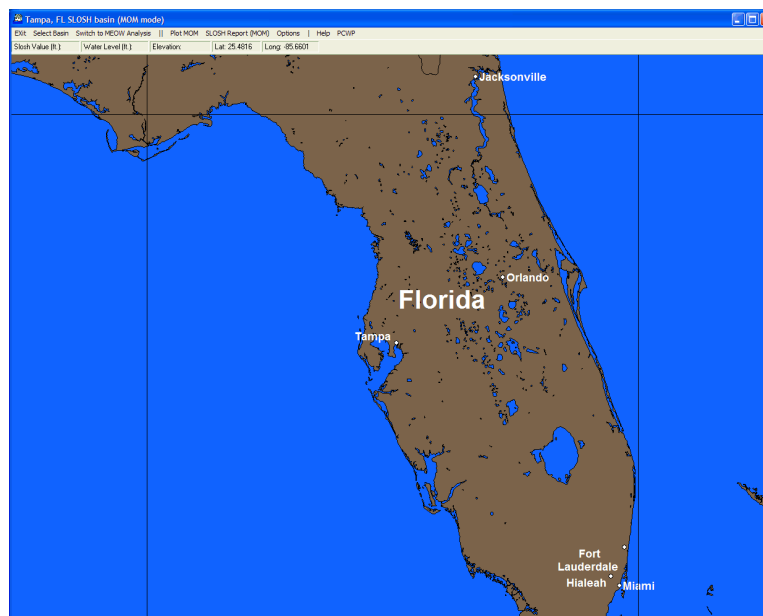 Tampa, FL SLOSH basin (MOM mode)
EXit Select Basin Switch to MEOW Analysis || Plot MOM SLOSH Report (MOM) Options | Help PCWP
Slosh Value (ft.): Water Level (ft.): Elevation: Lat: 25.4816 Long: -85.6601
Jacksonville
Orlando
Florida
Tampa
Fort
Lauderdale
Hialeah
Miami